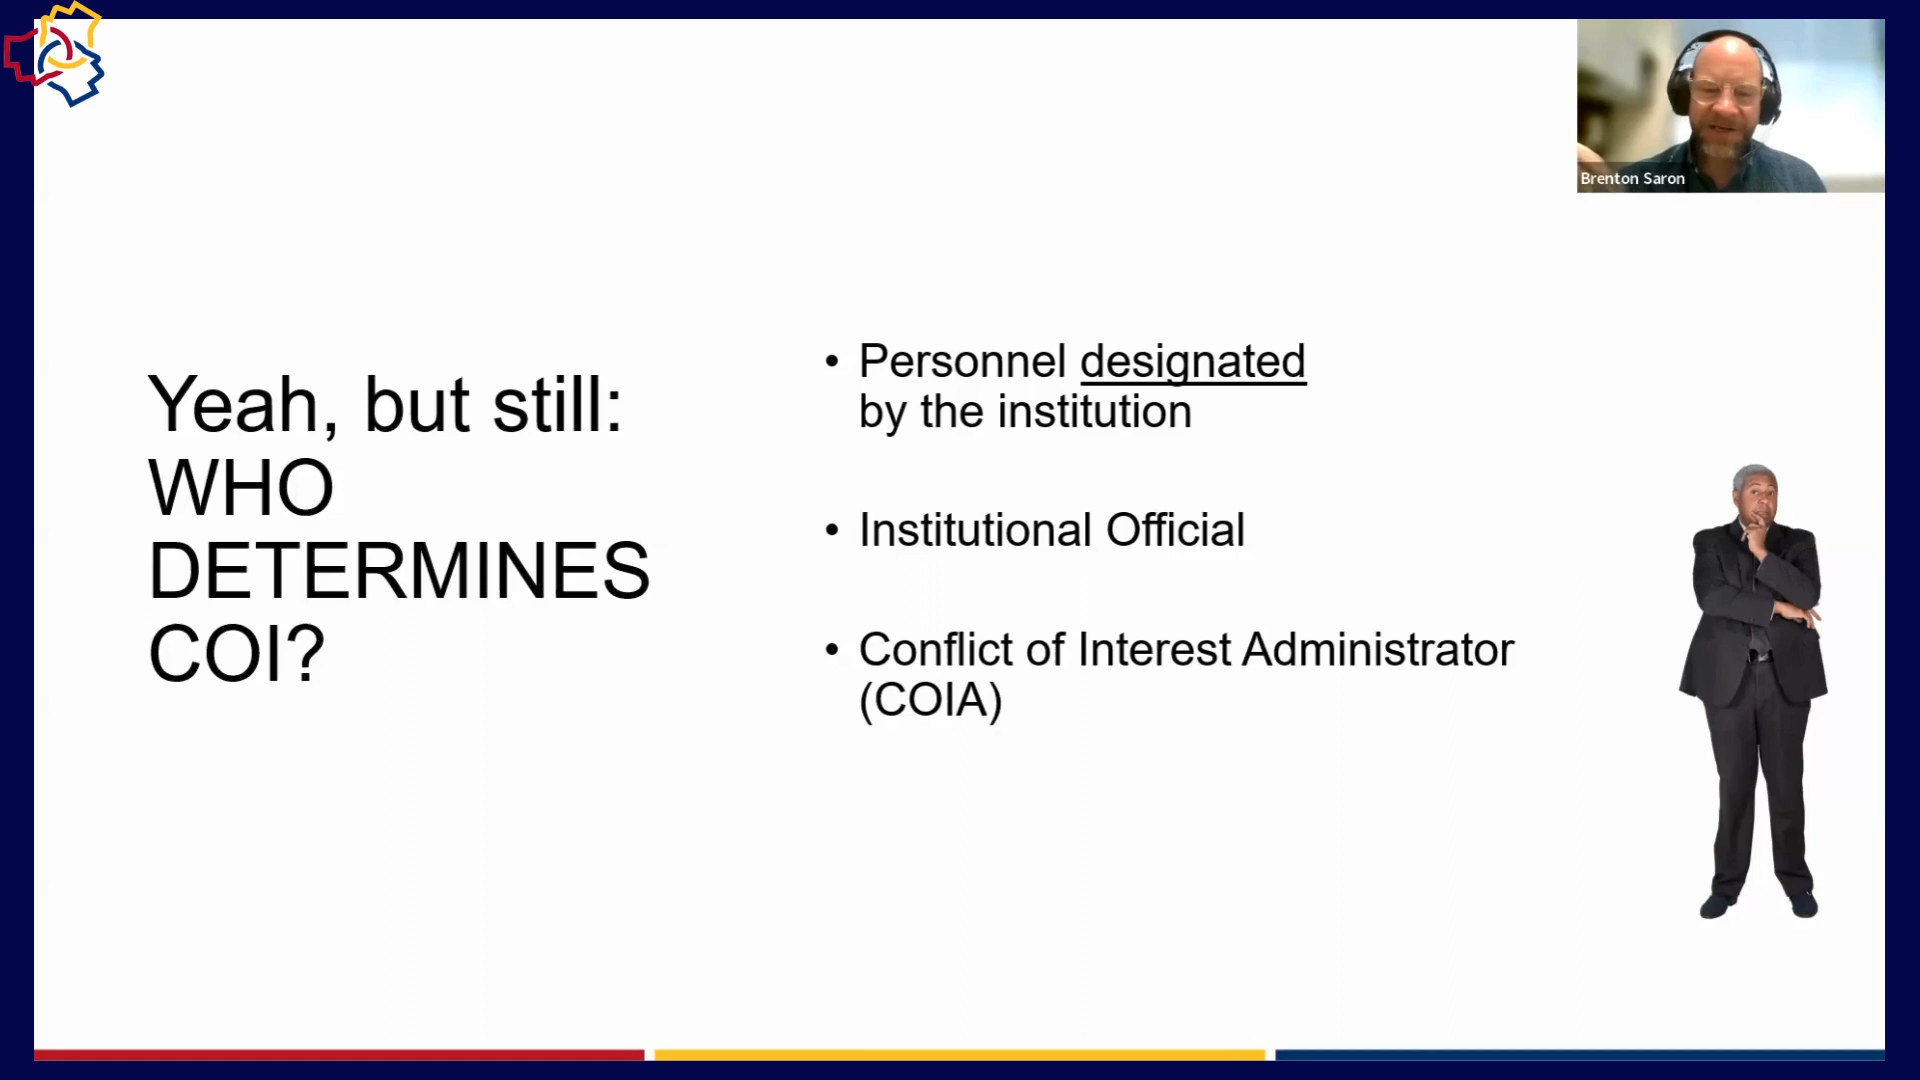 Brenton Saron
Yeah, but still:
WHO
DETERMINES
COI?
• Personnel designated
by the institution
• Institutional Official
• Conflict of Interest Administrator
(COIA)